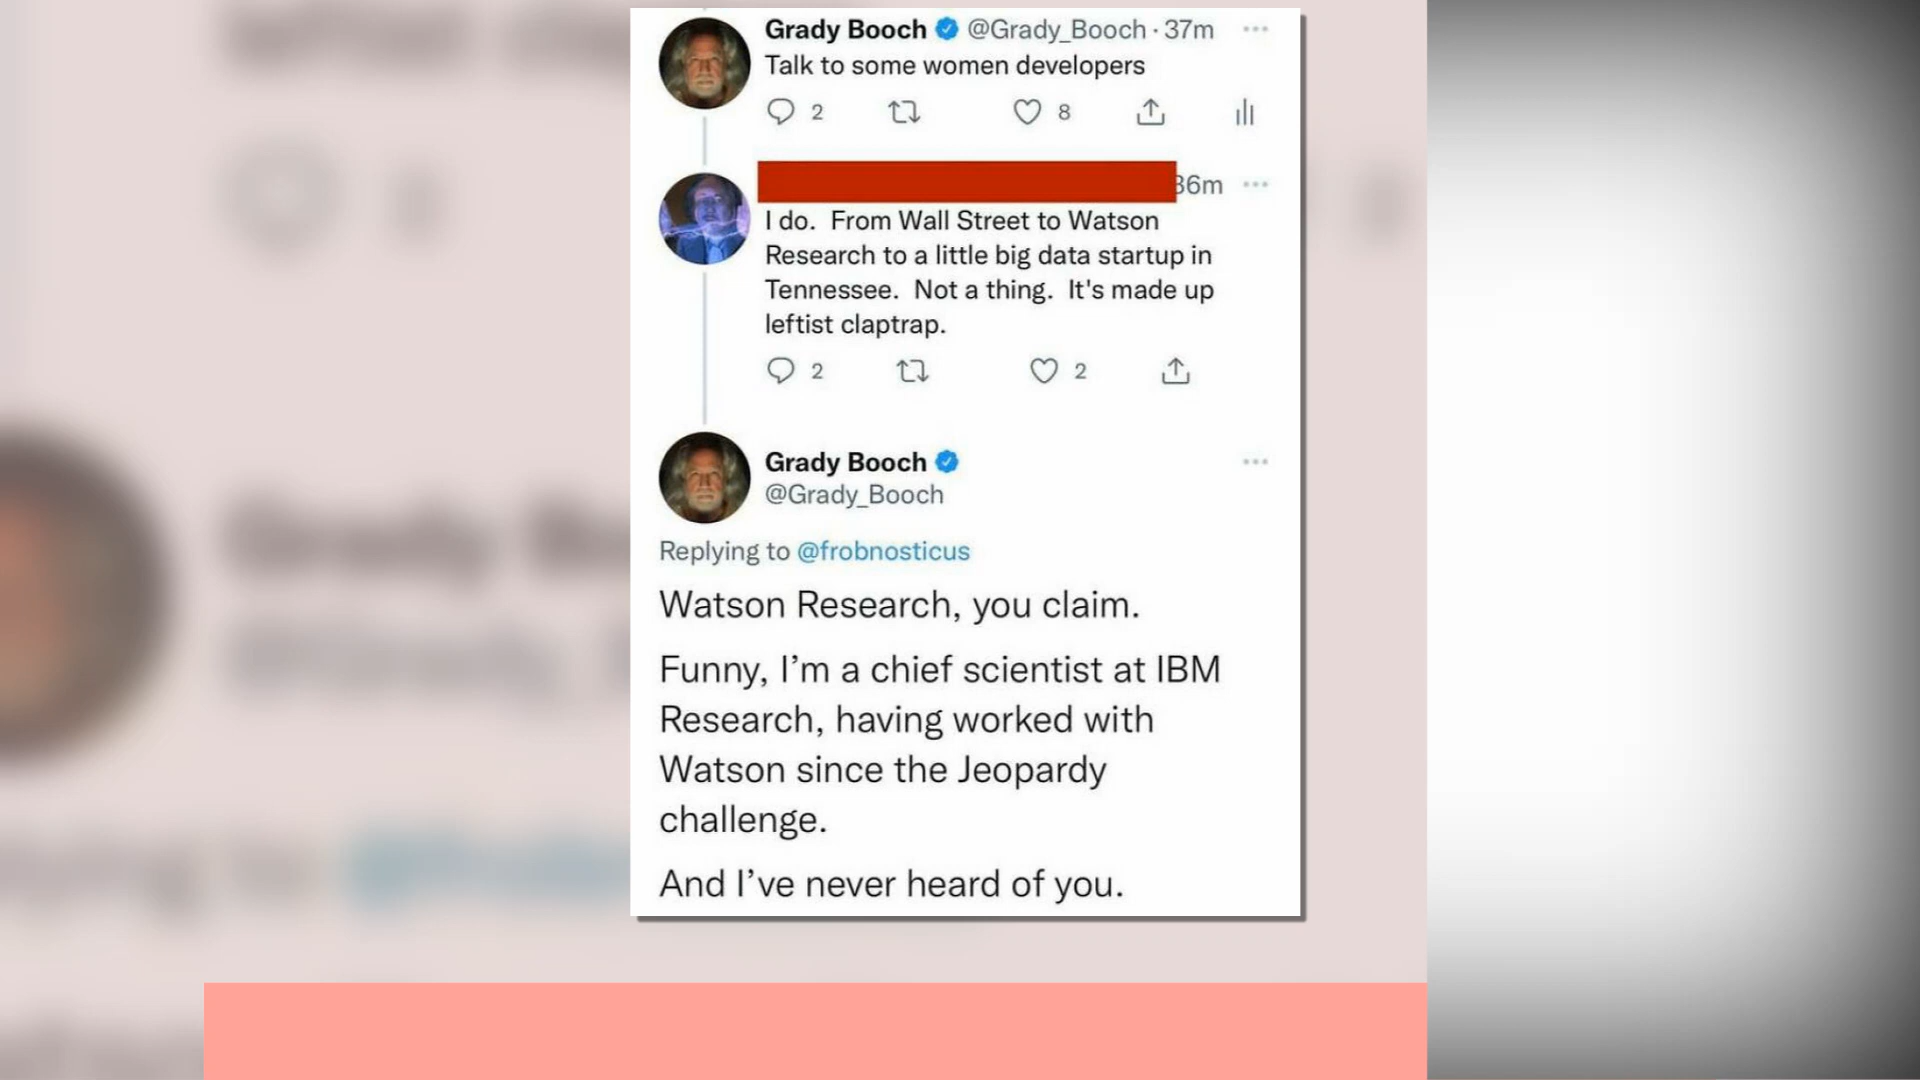 Grady Booch @Grady_Booch · 37m
Talk to some women developers
2 8
36m
I do. From Wall Street to Watson
Research to a little big data startup in
Tennessee. Not a thing. It's made up
leftist claptrap.
2 2
Grady Booch
@Grady_Booch
Replying to @frobnosticus
Watson Research, you claim.
Funny, I’m a chief scientist at IBM
Research, having worked with
Watson since the Jeopardy
challenge.
And I’ve never heard of you.